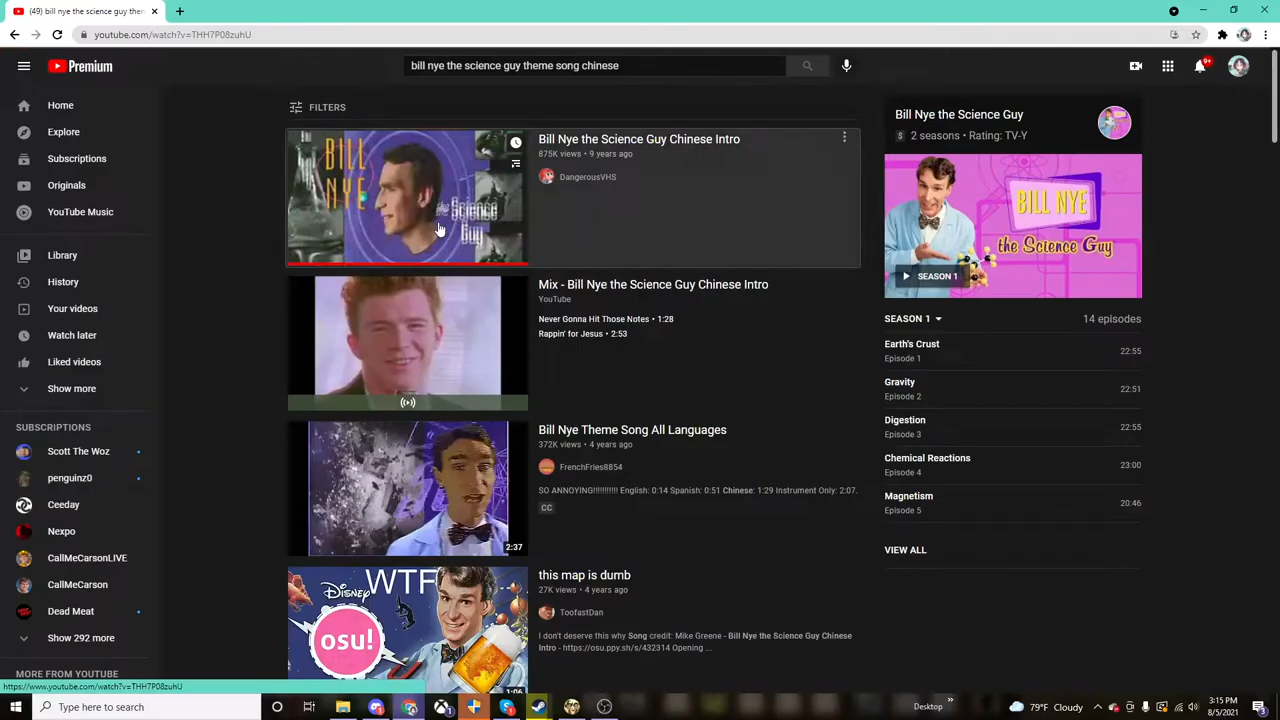 (49) bill nye the science guy ther
youtube.com/watch?v=THH7P08zuhU
Premium
bill nye the science guy theme song chinese
9+
Home
Explore
Subscriptions
Originals
YouTube Music
Library
History
Your videos
Watch later
Liked videos
Show more
SUBSCRIPTIONS
Scott The Woz
penguinz0
Ceeday
Nexpo
CallMeCarsonLIVE
CallMeCarson
Dead Meat
Show 292 more
MORE FROM YOUTUBE
https://www.youtube.com/watch?v=THH7P08zuhU
FILTERS
BILL
NYE
the Science
Guy
Bill Nye the Science Guy Chinese Intro
875K views • 9 years ago
DangerousVHS
Mix - Bill Nye the Science Guy Chinese Intro
YouTube
Never Gonna Hit Those Notes • 1:28
Rappin' for Jesus • 2:53
Bill Nye Theme Song All Languages
372K views • 4 years ago
FrenchFries8854
SO ANNOYING!!!!!!!!!!! English: 0:14 Spanish: 0:51 Chinese: 1:29 Instrument Only: 2:07.
CC
2:37
WTF
Disney
osu!
1:06
this map is dumb
27K views • 4 years ago
ToofastDan
I don't deserve this why Song credit: Mike Greene - Bill Nye the Science Guy Chinese
Intro - https://osu.ppy.sh/s/432314 Opening ...
Bill Nye the Science Guy
$ 2 seasons • Rating: TV-Y
BILL NYE
the Science Guy
SEASON 1
SEASON 1
14 episodes
Earth's Crust
Episode 1
22:55
Gravity
Episode 2
22:51
Digestion
Episode 3
22:55
Chemical Reactions
Episode 4
23:00
Magnetism
Episode 5
20:46
VIEW ALL
Type here to search
Desktop
79°F Cloudy
3:15 PM
8/5/2021